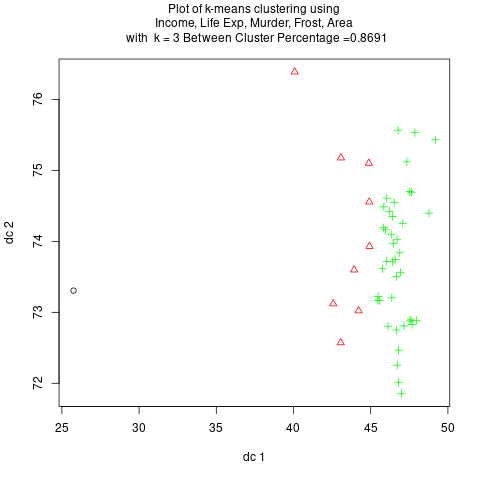 Plot of k-means clustering using
Income, Life Exp, Murder, Frost, Area
with k = 3 Between Cluster Percentage =0.8691
76
75
74
73
72
dc 2
25
30
35
40
45
50
dc 1